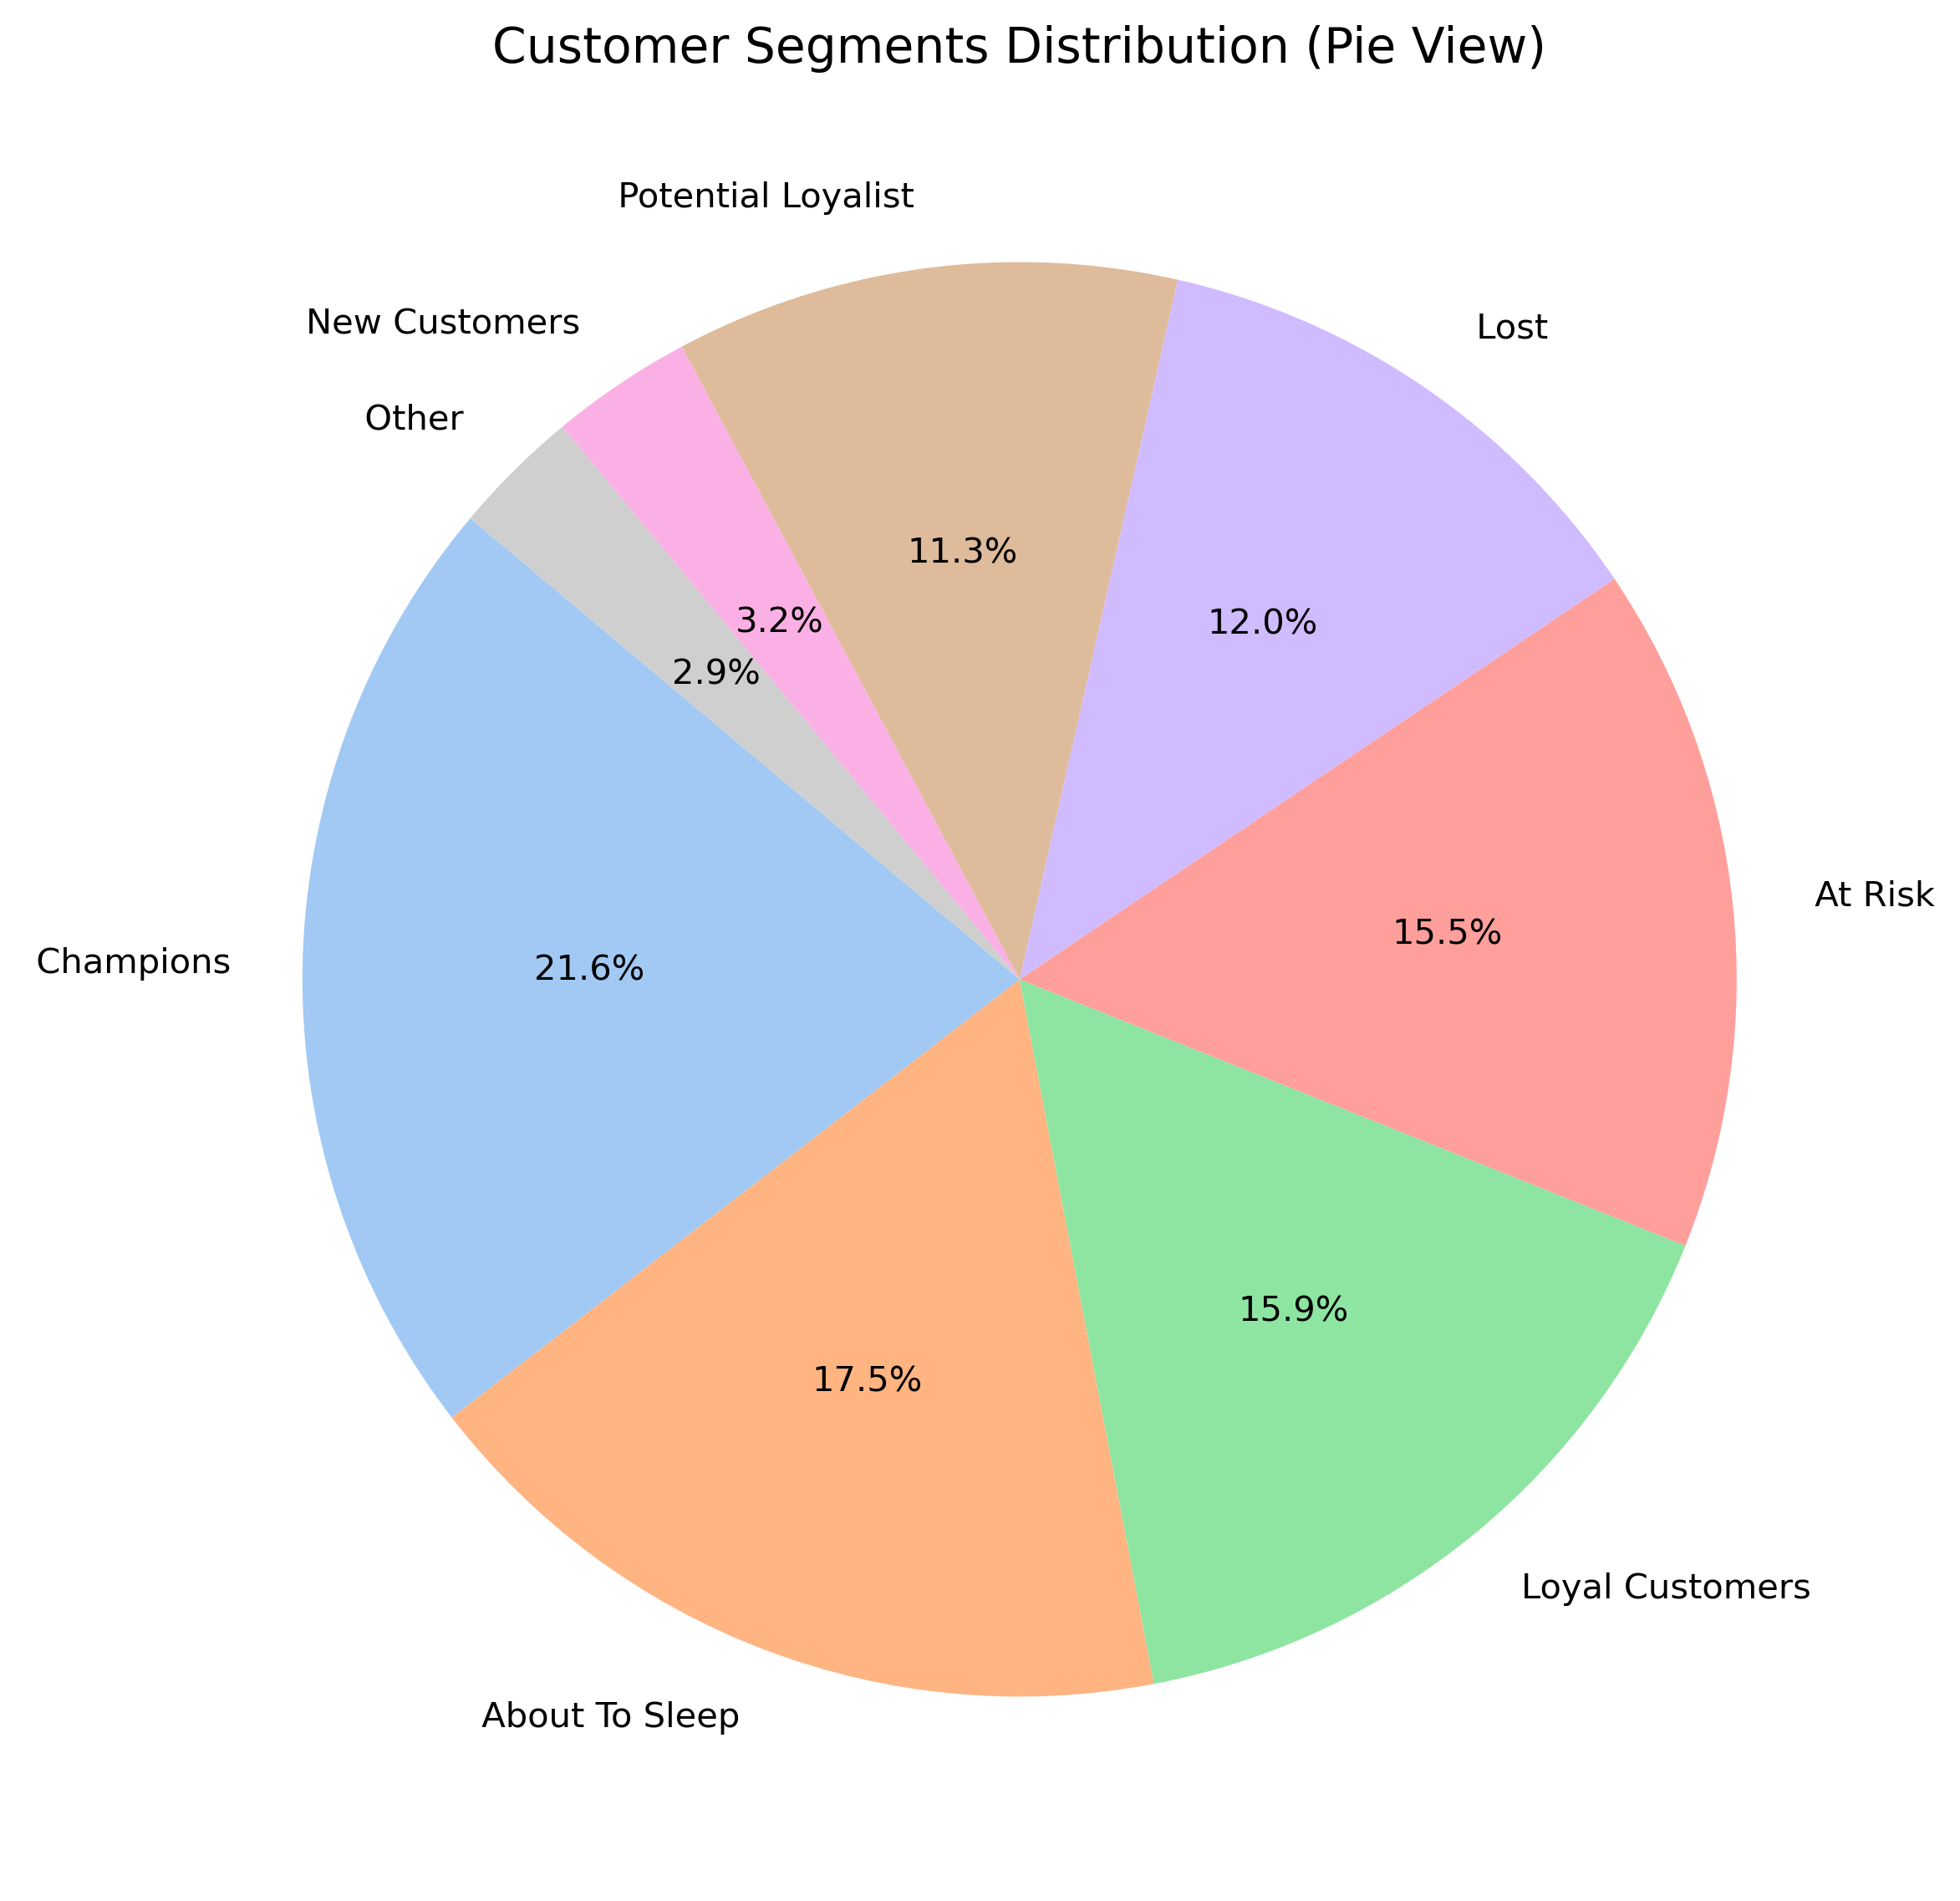 Customer Segments Distribution (Pie View)
Potential Loyalist
New Customers
Lost
Other
11.3%
3.2%
12.0%
2.9%
At Risk
15.5%
Champions
21.6%
15.9%
17.5%
Loyal Customers
About To Sleep